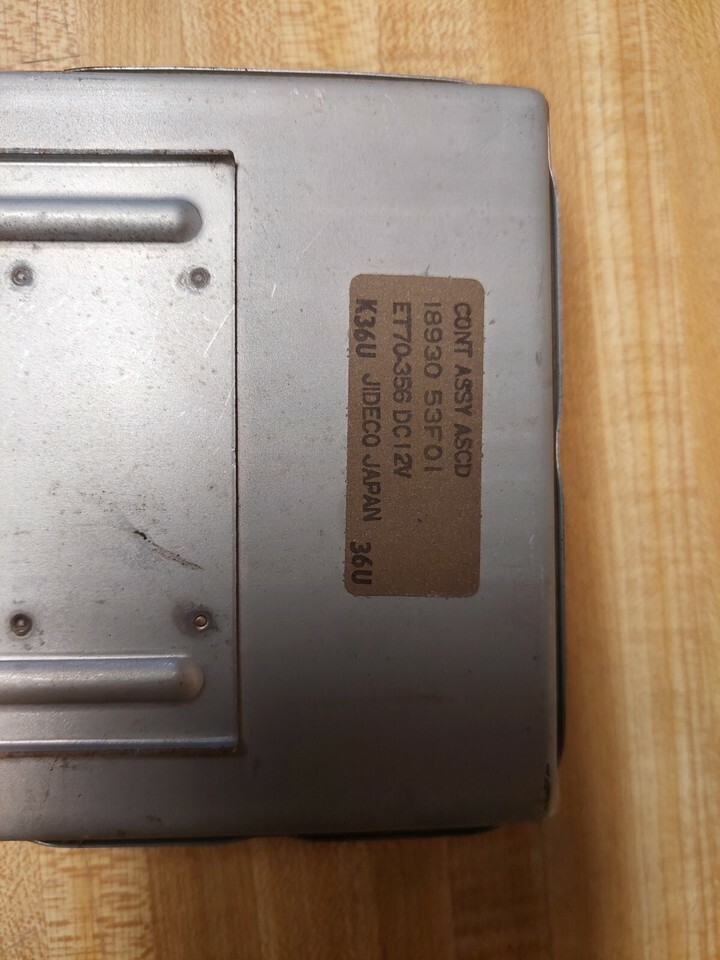 CONT ASSY ASCD
18930 53F01
ET70-356 DC12V
K36U JIDECO JAPAN 36U